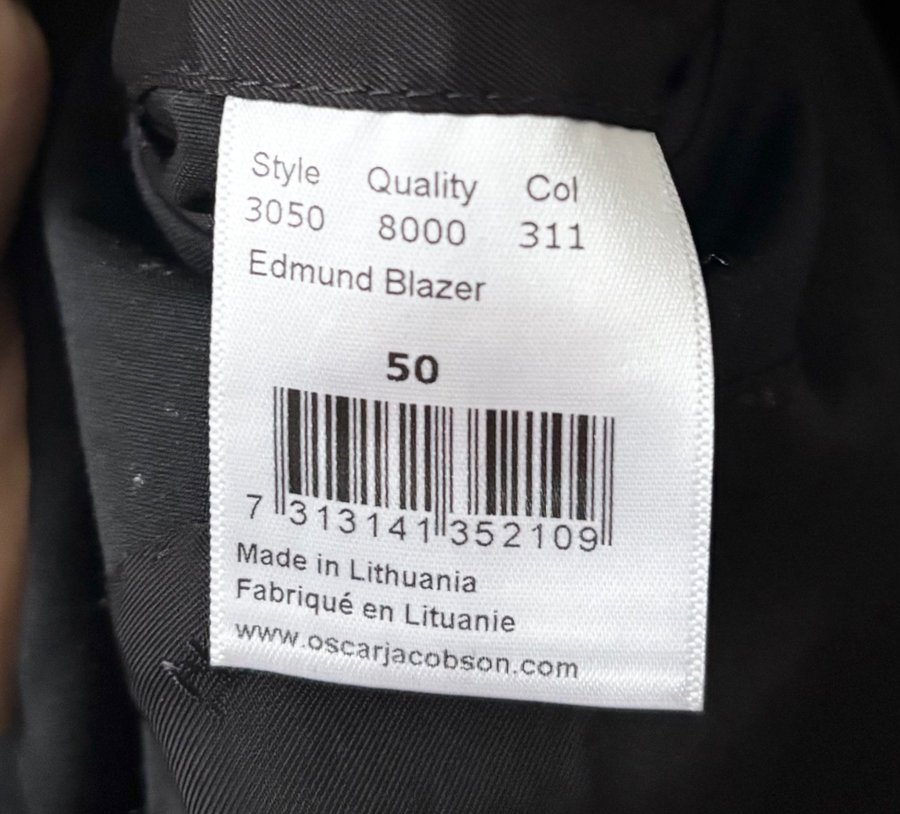 Style Quality Col
3050 8000 311
Edmund Blazer
50
7 313141 352109
Made in Lithuania
Fabriqué en Lituanie
www.oscarjacobson.com